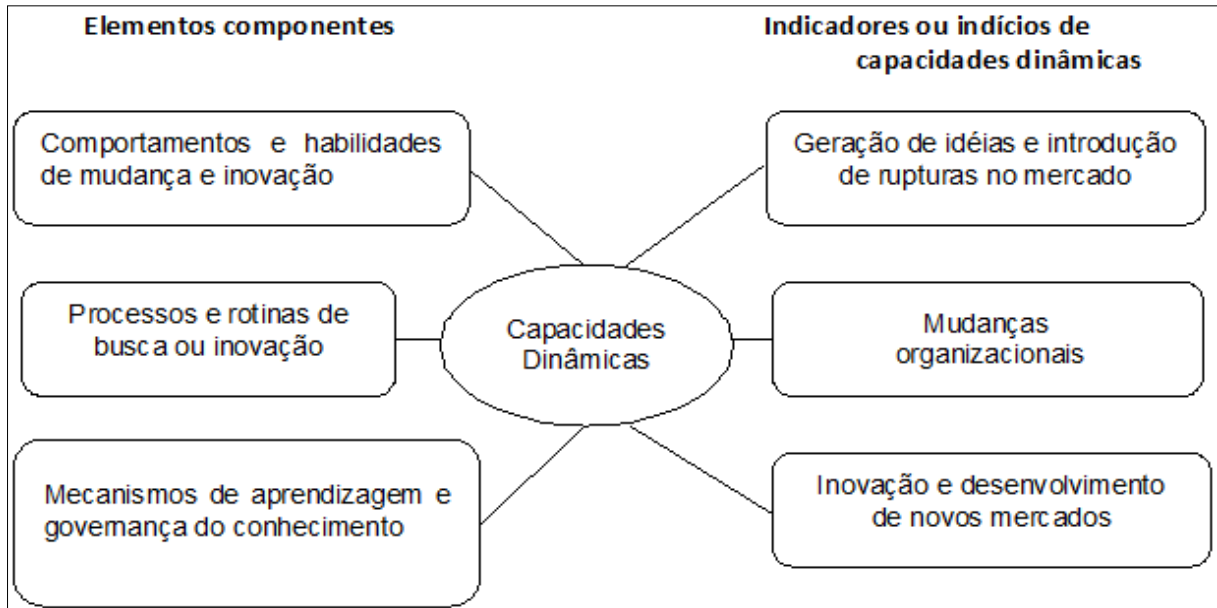 Elementos componentes
Indicadores ou indícios de
capacidades dinâmicas
Comportamentos e habilidades
de mudança e inovação
Processos e rotinas de
busca ou inovação
Mecanismos de aprendizagem e
governança do conhecimento
Capacidades
Dinâmicas
Geração de idéias e introdução
de rupturas no mercado
Mudanças
organizacionais
Inovação e desenvolvimento
de novos mercados